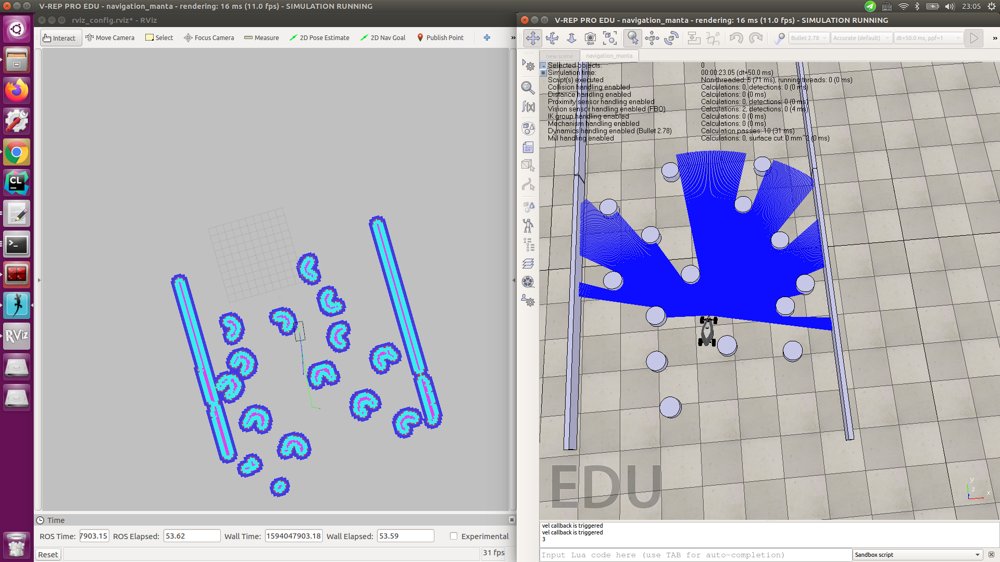 V-REP PRO EDU - navigation_manta - rendering: 16 ms (11.0 fps) - SIMULATION RUNNING
23:05
rviz_config.rviz* - RViz
Interact
Move Camera
Select
Focus Camera
Measure
2D Pose Estimate
2D Nav Goal
Publish Point
»
V-REP PRO EDU - navigation_manta - rendering: 16 ms (11.0 fps) - SIMULATION RUNNING
Bullet 2.78
Accurate (default)
dt=50.0 ms, ppf=1
»
new scene
navigation_manta
f(x)
Selected objects: 0
Simulation time: 00:00:23.05 (dt=50.0 ms)
Script(s) executed Non-threaded: 5 (71 ms), running threads: 0 (0 ms)
Collision handling enabled Calculations: 0, detections: 0 (0 ms)
Distance handling enabled Calculations: 0 (0 ms)
Proximity sensor handling enabled Calculations: 0, detections: 0 (0 ms)
Vision sensor handling enabled (FBO) Calculations: 2, detections: 0 (4 ms)
IK group handling enabled Calculations: 0 (0 ms)
Mechanism handling enabled Calculations: 0 (0 ms)
Dynamics handling enabled (Bullet 2.78) Calculation passes: 10 (31 ms)
Mill handling enabled Calculations: 0, surface cut: 0 mm^2 (0 ms)
CL
>_
RViz
3
EDU
y
z
x
Time
ROS Time: 7903.15 ROS Elapsed: 53.62 Wall Time: 1594047903.18 Wall Elapsed: 53.59 Experimental
Reset
31 fps
vel callback is triggered
vel callback is triggered
3
Input Lua code here (use TAB for auto-completion)
Sandbox script